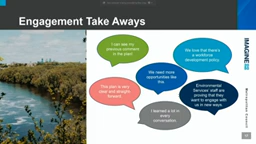 Engagement Take Aways
I can see my
previous comment
in the plan!
We love that there's
a workforce
development policy.
We need more
opportunities like
this.
This plan is very
clear and straight
forward.
Environmental
Services' staff are
proving that they
want to engage with
us in new ways.
I learned a lot in
every
conversation.
IMAGINE
Metropolitan Council